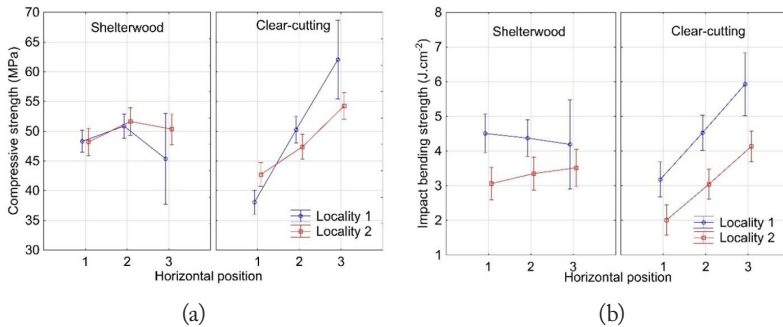 Compressive strength (MPa)
70
65
60
55
50
45
40
35
30
Shelterwood
Clear-cutting
Locality 1
Locality 2
1 2 3 1 2 3
Horizontal position
(a)
Impact bending strength (J.cm-2)
8
7
6
5
4
3
2
1
Shelterwood
Clear-cutting
Locality 1
Locality 2
1 2 3 1 2 3
Horizontal position
(b)